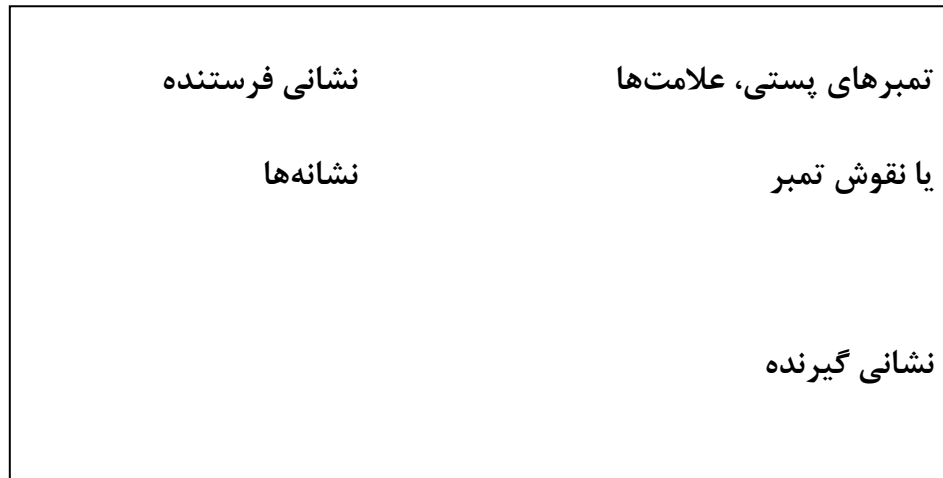 تمبرهای پستی، علامت‌ها
نشانی فرستنده
یا نقوش تمبر
نشانه‌ها
نشانی گیرنده